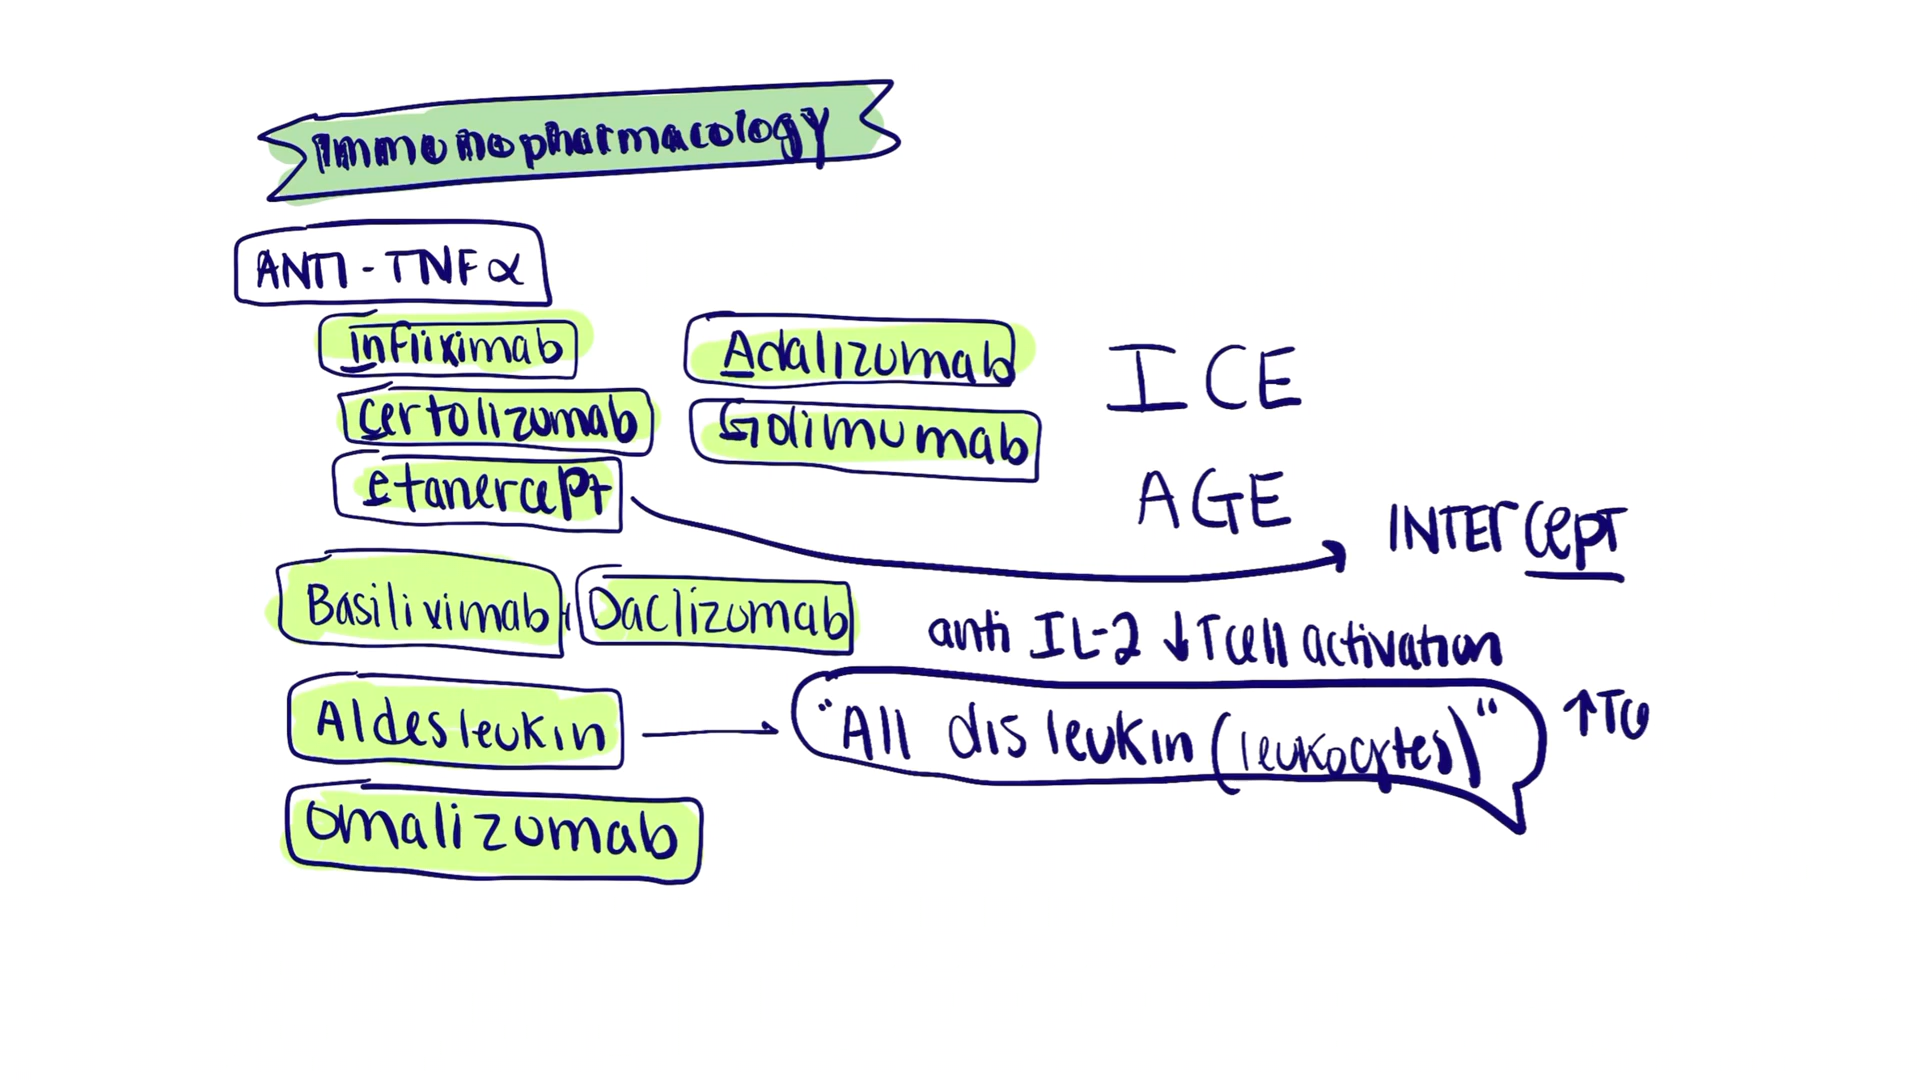 Immunopharmacology
ANTI-TNFα
Infliximab
Adalizumab
ICE
certolizumab
Golimumab
etanercept
AGE
INTERcept
Basiliximab + Daclizumab
anti IL-2 ↓Tcell activation
Aldesleukin → "All dis leukin (leukocytes)" ↑TC
Omalizumab